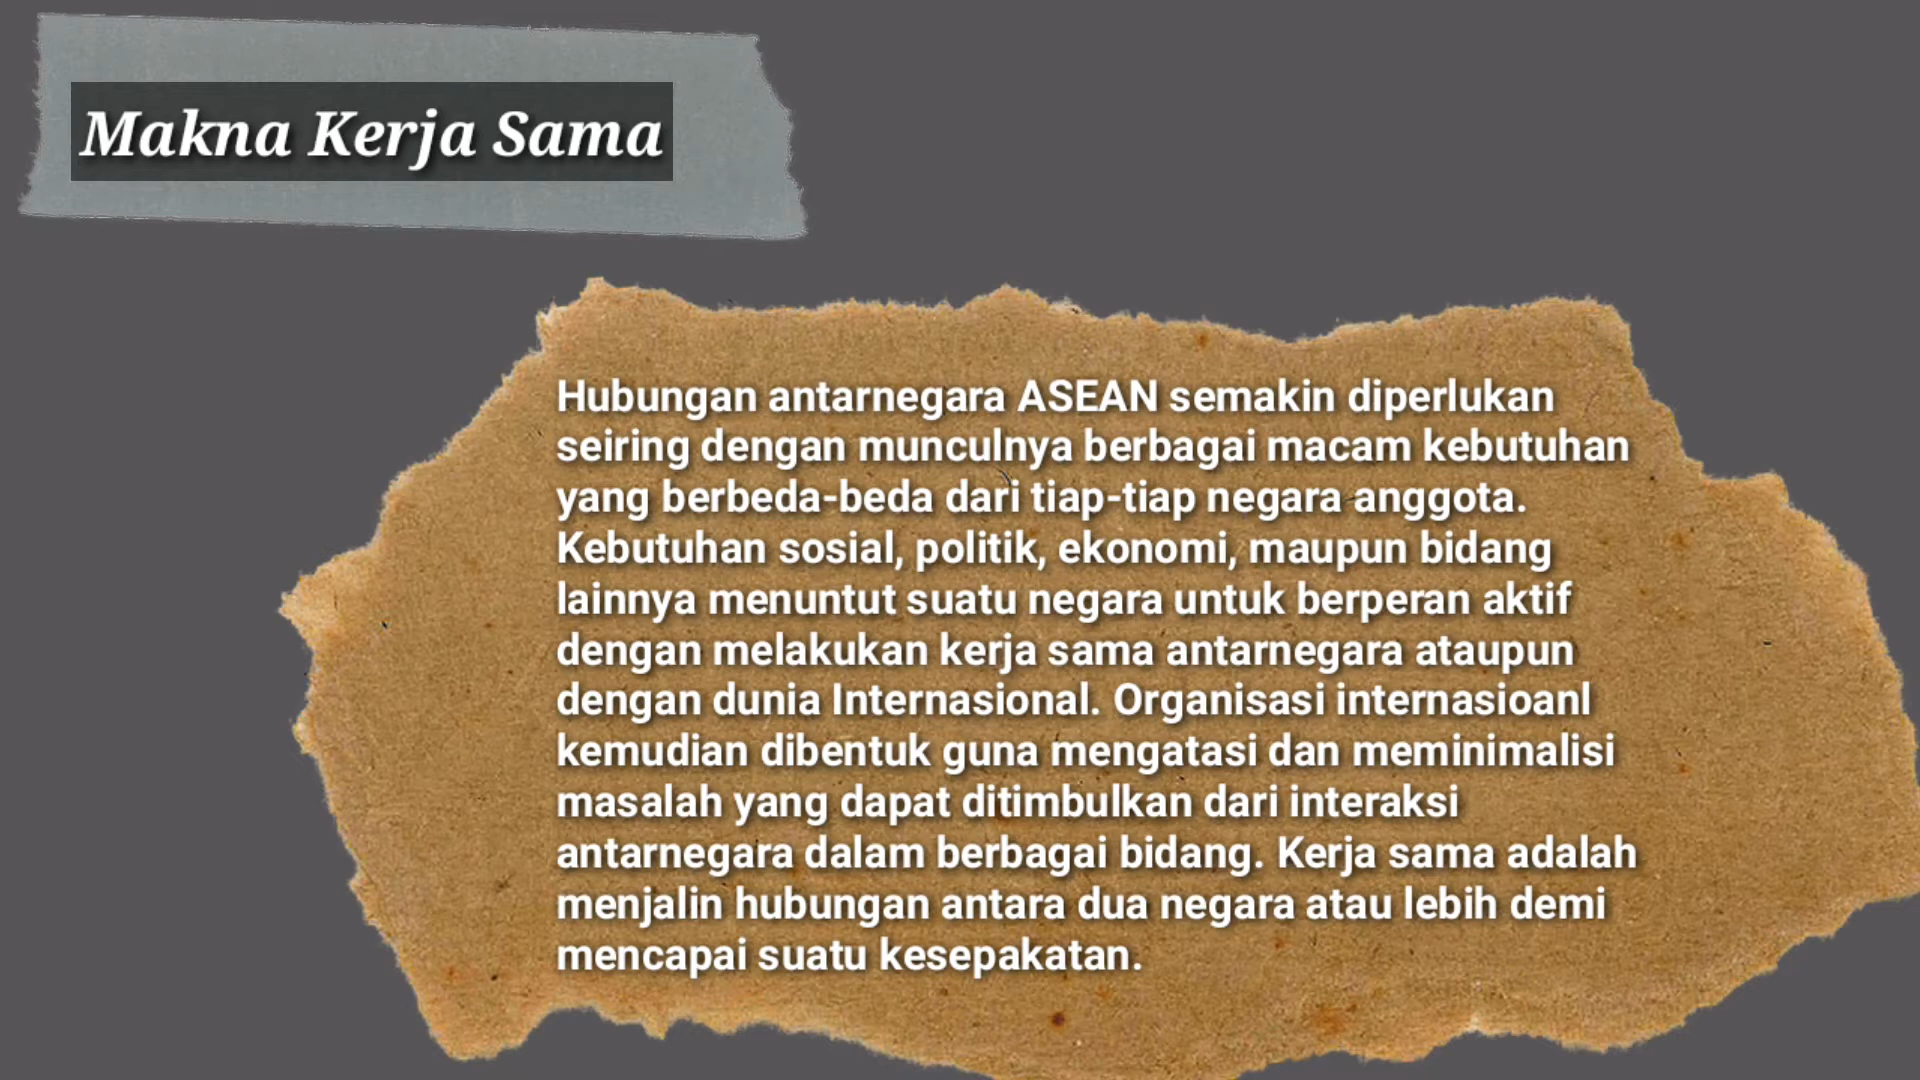 Makna Kerja Sama
Hubungan antarnegara ASEAN semakin diperlukan
seiring dengan munculnya berbagai macam kebutuhan
yang berbeda-beda dari tiap-tiap negara anggota.
Kebutuhan sosial, politik, ekonomi, maupun bidang
lainnya menuntut suatu negara untuk berperan aktif
dengan melakukan kerja sama antarnegara ataupun
dengan dunia Internasional. Organisasi internasioanl
kemudian dibentuk guna mengatasi dan meminimalisi
masalah yang dapat ditimbulkan dari interaksi
antarnegara dalam berbagai bidang. Kerja sama adalah
menjalin hubungan antara dua negara atau lebih demi
mencapai suatu kesepakatan.